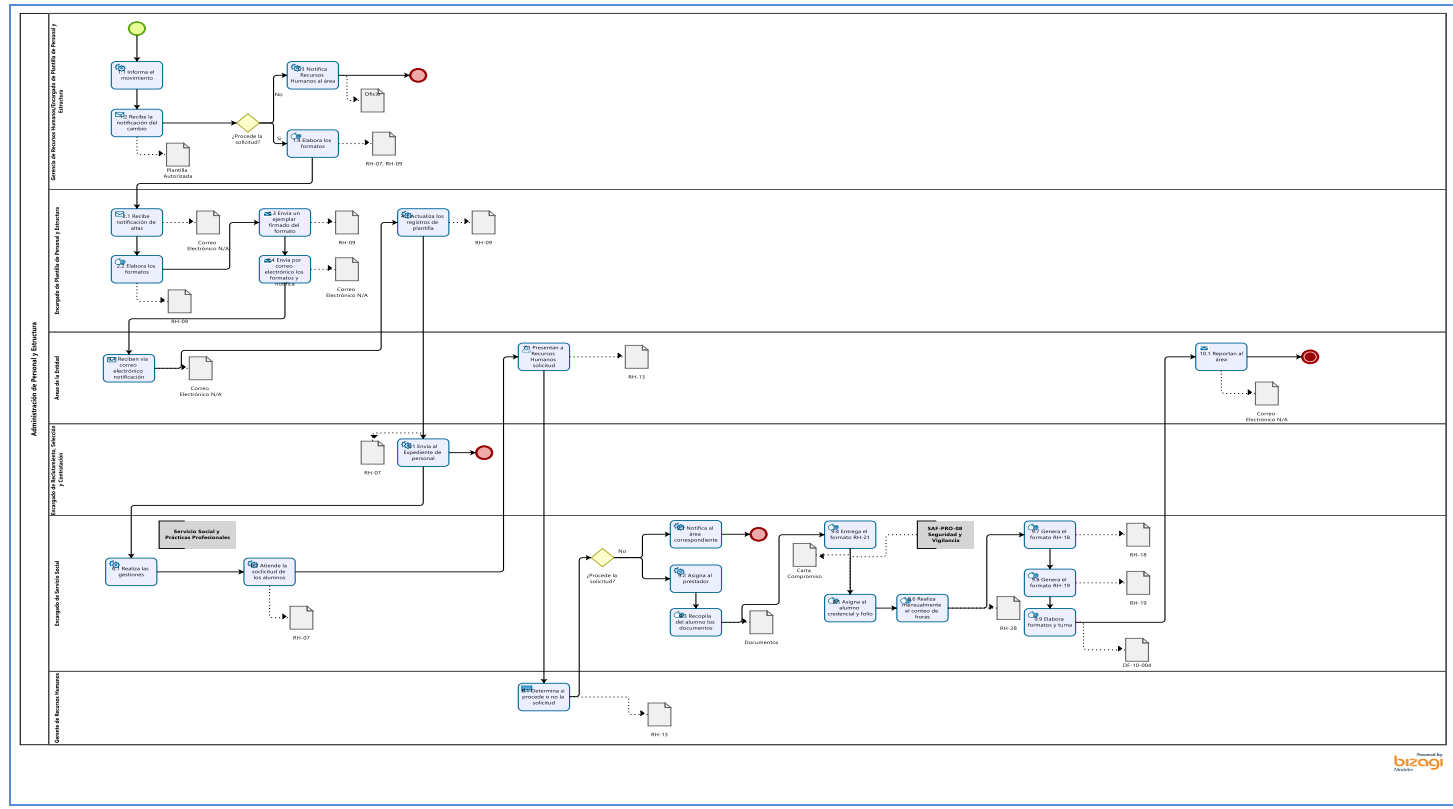 Administración de Personal y Estructura
Gerencia de Recursos Humanos/Encargado de Plantilla de Personal y
Estructura
Informa el
movimiento
Recibe la
notificación del
cambio
Plantilla
Autorizada
¿Procede la
solicitud?
No
Notifica
Recursos
Humanos al área
Oficio
Si
Elabora los
formatos
RH-07, RH-09
Encargado de Plantilla de Personal y Estructura
Recibe
notificación de
altas
Correo
Electrónico N/A
2.2 Elabora los
formatos
RH-09
Envía un
ejemplar
firmado del
formato
RH-09
Envía por
correo
electrónico los
formatos y
notifica
Correo
Electrónico N/A
Actualiza los
registros de
plantilla
RH-09
Áreas de la Entidad
Reciben vía
correo
electrónico
notificación
Correo
Electrónico N/A
Presentan a
Recursos
Humanos
solicitud
RH-13
10.1 Reportan al
área
Correo
Electrónico N/A
Encargado de Reclutamiento, Selección
y Contratación
RH-07
Envía al
Expediente de
personal
Encargado de Servicio Social
Servicio Social y
Prácticas Profesionales
Realiza las
gestiones
Atiende la
soclicitud de
los alumnos
RH-07
¿Procede la
solicitud?
No
Notifica al
área
correspondiente
9.2 Asigna al
prestador
Recopila
del alumno los
documentos
Documentos
Carta
Compromiso
Entrega el
formato RH-21
Asigna al
alumno
credencial y folio
Realiza
mensualmente
el conteo de
horas
RH-28
SAF-PRO-08
Seguridad y
Vigilancia
9.7 Genera el
formato RH-18
RH-18
9.8 Genera el
formato RH-19
RH-19
9.9 Elabora
formatos y turna
DF-10-004
Gerente de Recursos Humanos
Determina si
procede o no la
solicitud
RH-13
Powered by
bizagi
Modeler